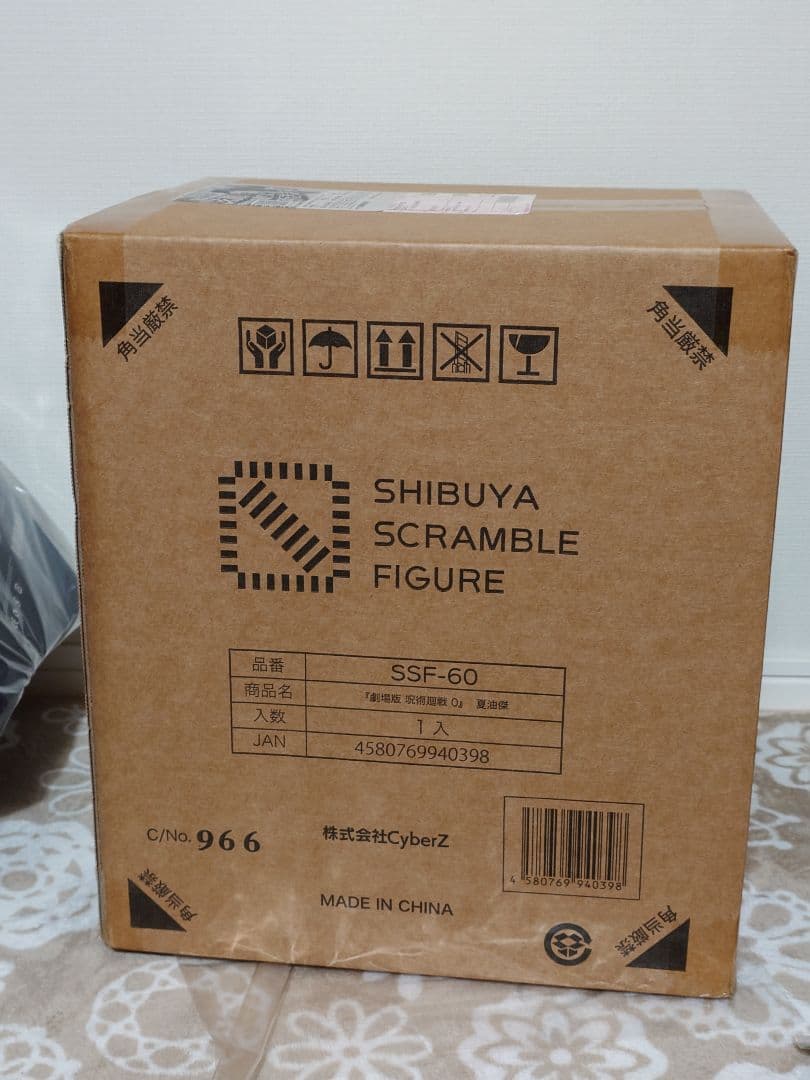 角当厳禁
角当厳禁
SHIBUYA
SCRAMBLE
FIGURE
品番 SSF-60
商品名 『劇場版 呪術廻戦 0』 夏油傑
入数 1入
JAN 4580769940398
C/No. 966
株式会社CyberZ
4 580769 940398
MADE IN CHINA
角当厳禁
角当厳禁